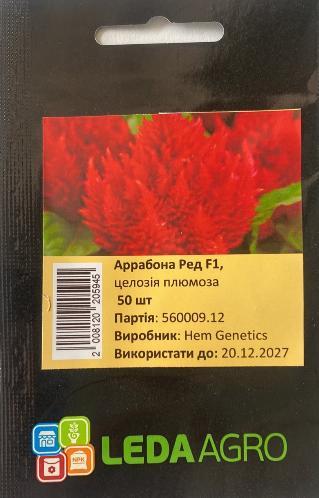 Аррабона Ред F1,
целозія плюмоза
50 шт
Партія: 560009.12
Виробник: Hem Genetics
Використати до: 20.12.2027
2 008120 205945
NPK
LEDAAGRO